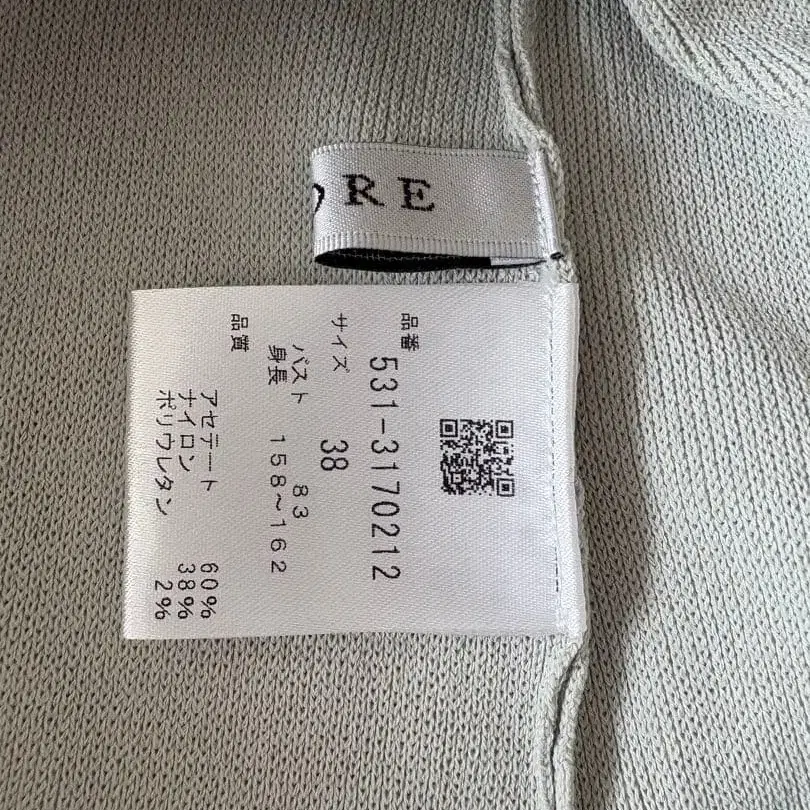 RE
品番 531-3170212
サイズ 38
バスト 83
身長 158～162
品質
アセテート 60%
ナイロン 38%
ポリウレタン 2%